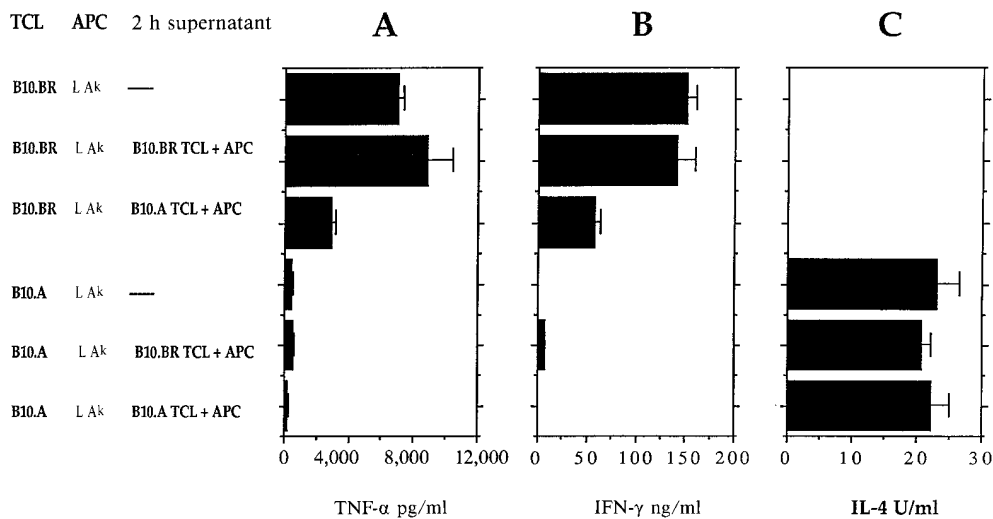 TCL APC 2 h supernatant A B C
B10.BR L Ak —
B10.BR L Ak B10.BR TCL + APC
B10.BR L Ak B10.A TCL + APC
B10.A L Ak —
B10.A L Ak B10.BR TCL + APC
B10.A L Ak B10.A TCL + APC
0 4,000 8,000 12,000 0 50 100 150 200 0 10 20 30
TNF-α pg/ml IFN-γ ng/ml IL-4 U/ml